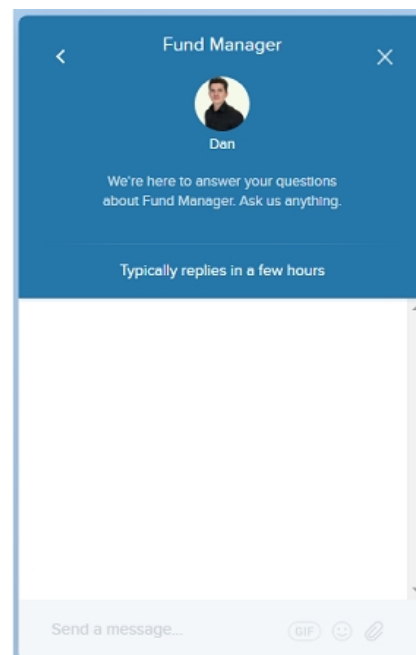 Fund Manager
Dan
We're here to answer your questions
about Fund Manager. Ask us anything.
Typically replies in a few hours
Send a message...
GIF